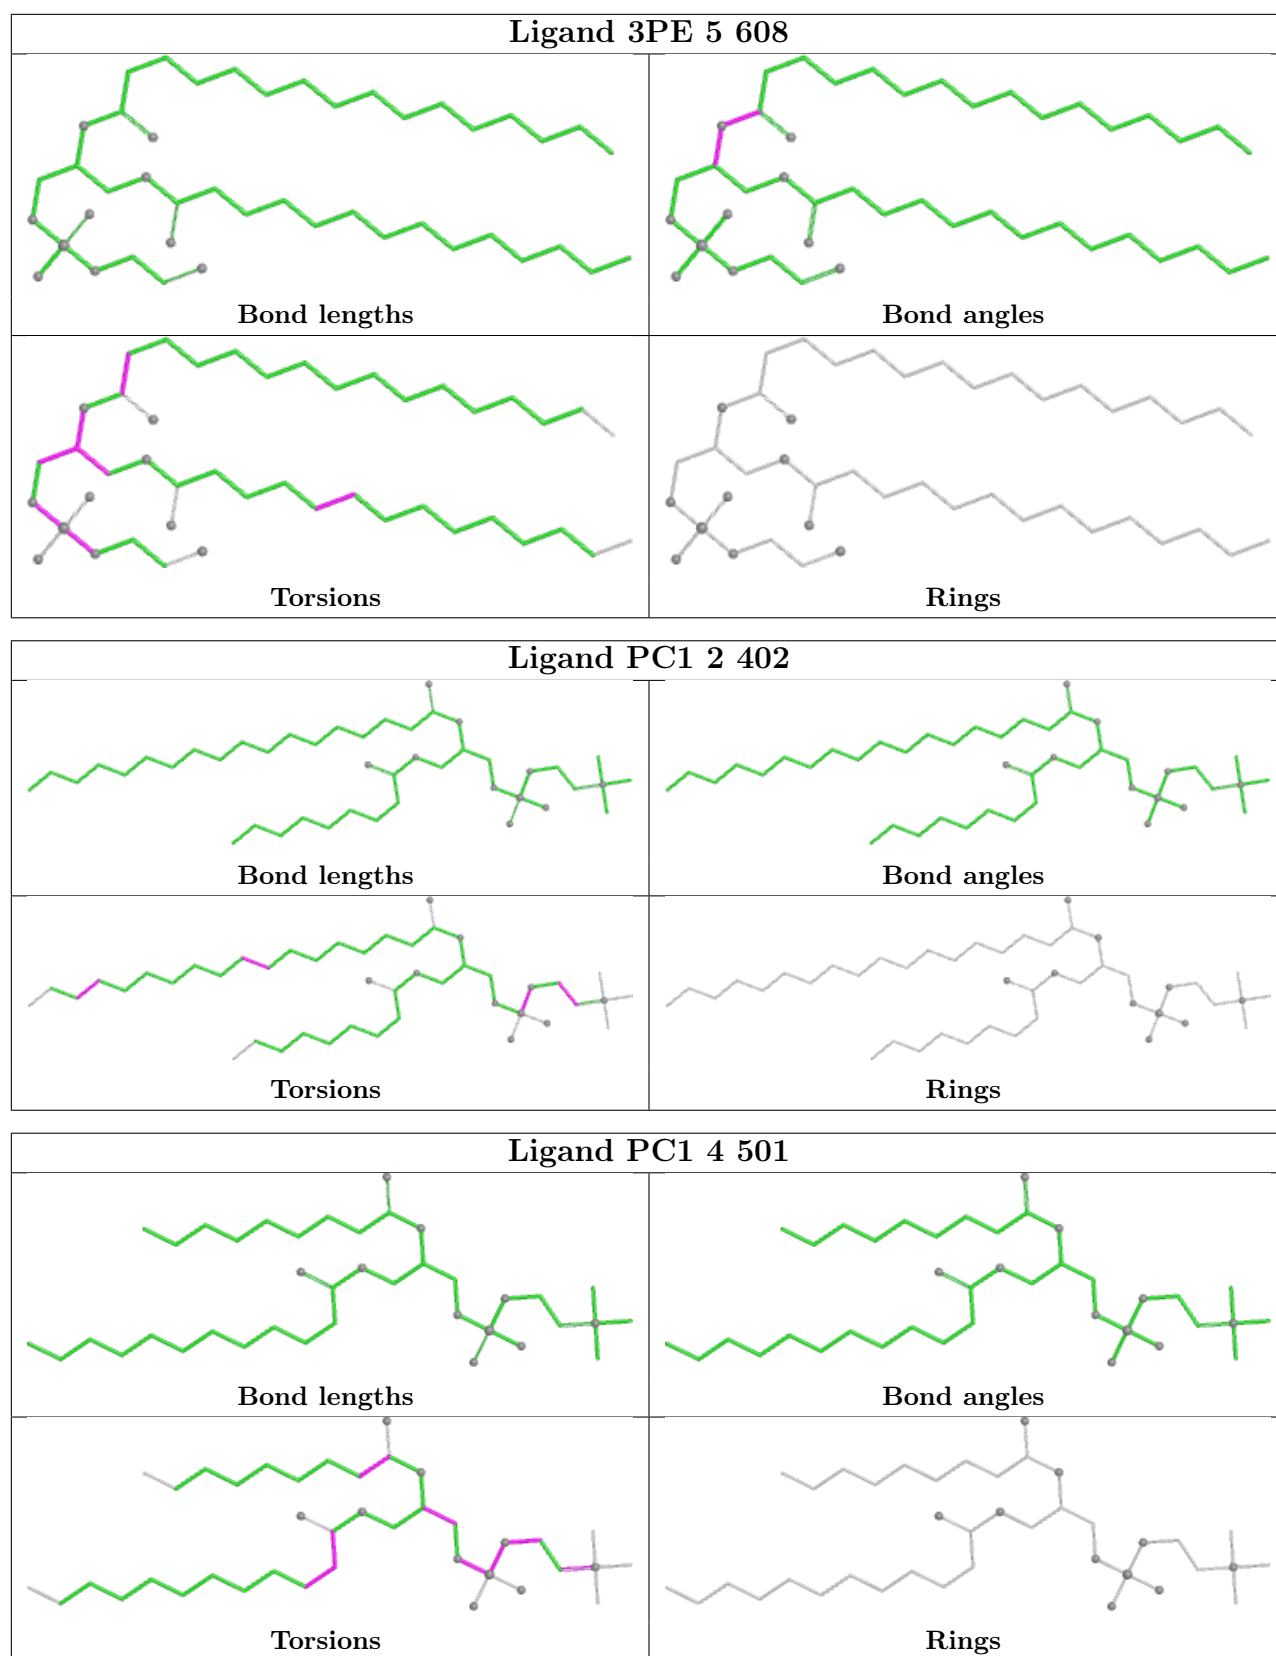 Ligand 3PE 5 608
Bond lengths
Bond angles
Torsions
Rings
Ligand PC1 2 402
Bond lengths
Bond angles
Torsions
Rings
Ligand PC1 4 501
Bond lengths
Bond angles
Torsions
Rings